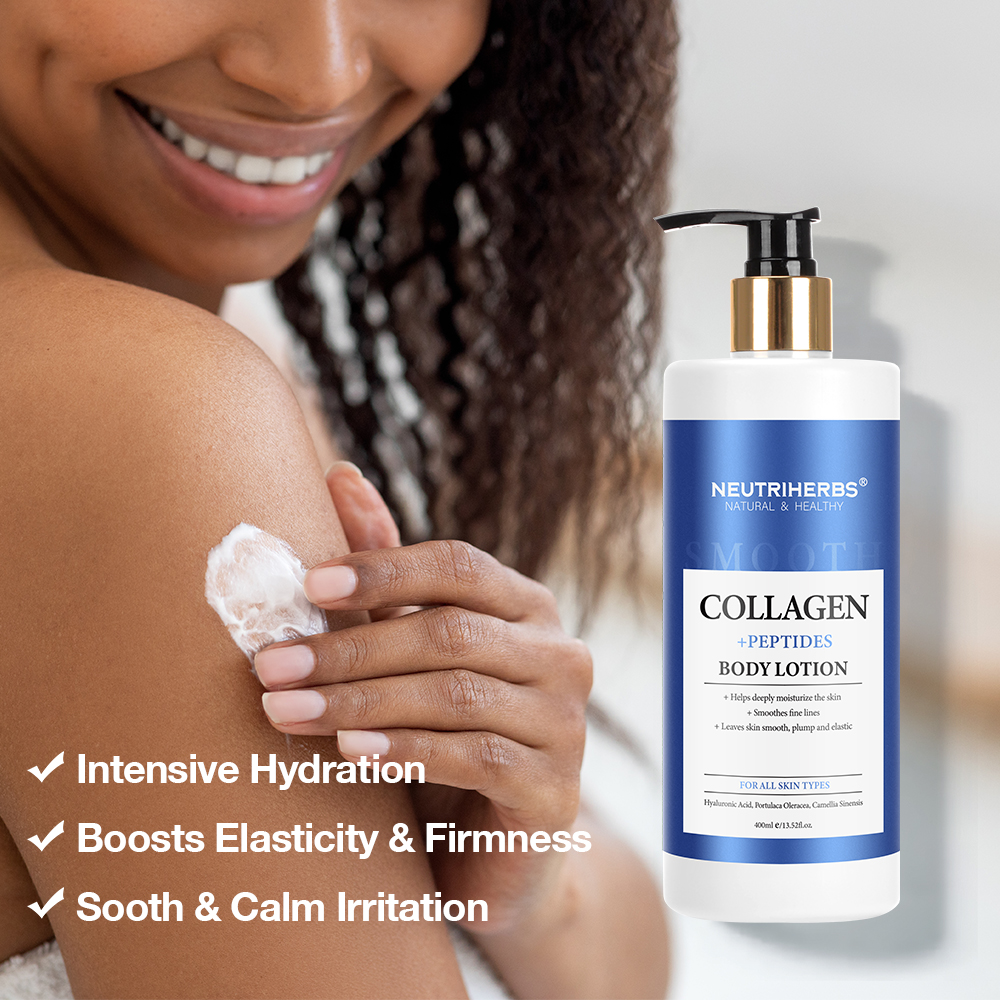 ✓ Intensive Hydration
✓ Boosts Elasticity & Firmness
✓ Sooth & Calm Irritation
NEUTRIHERBS®
NATURAL & HEALTHY
SMOOTH
COLLAGEN
+PEPTIDES
BODY LOTION
+ Helps deeply moisturize the skin
+ Smoothes fine lines
+ Leaves skin smooth, plump and elastic
FOR ALL SKIN TYPES
Hyaluronic Acid, Portulaca Oleracea, Camellia Sinensis
400ml e/13.52fl.oz.